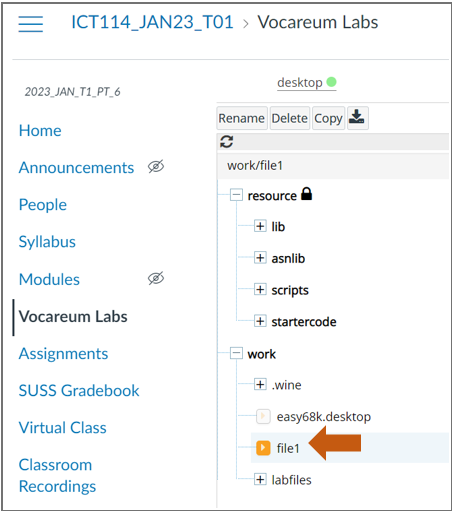 ICT114_JAN23_T01 > Vocareum Labs
2023_JAN_T1_PT_6
Home
Announcements
People
Syllabus
Modules
Vocareum Labs
Assignments
SUSS Gradebook
Virtual Class
Classroom
Recordings
desktop
Rename Delete Copy
work/file1
resource
lib
asnlib
scripts
startercode
work
.wine
easy68k.desktop
file1
labfiles